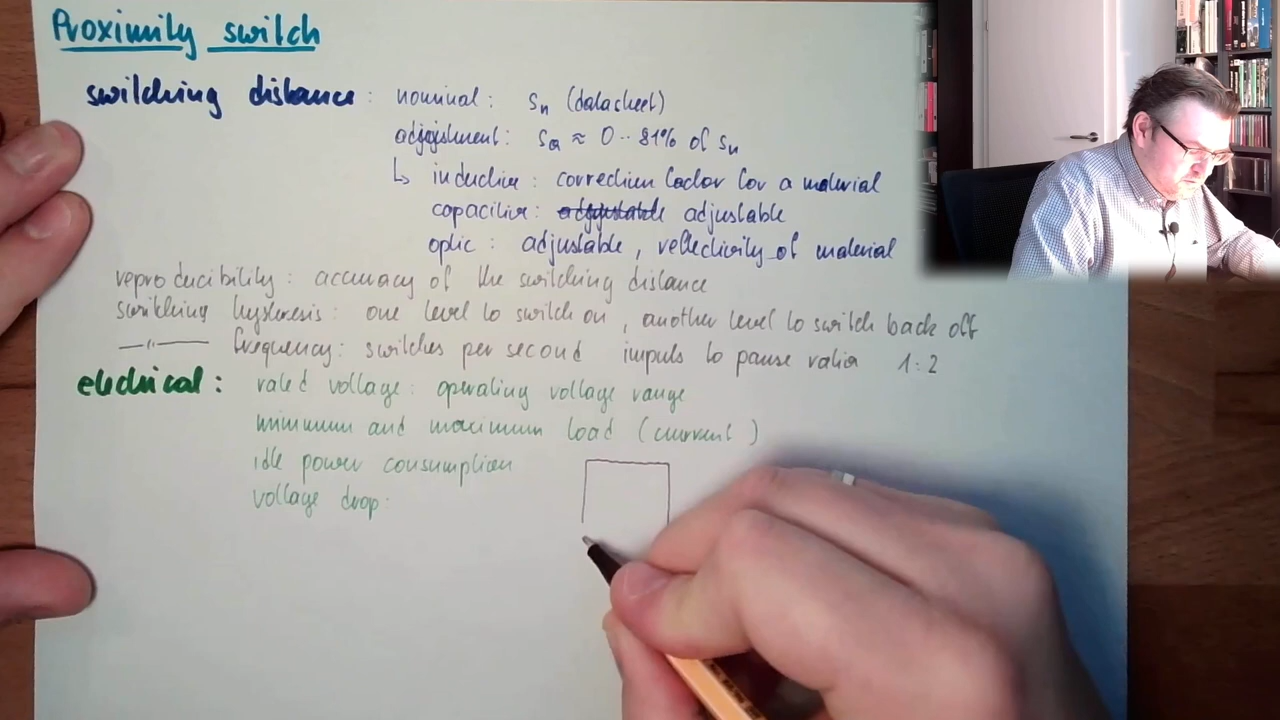 Proximity switch
switching distance: nominal: sn (datasheet)
adjustment: sa ≈ 0..81% of sn
↳ inductive: correction factor for a material
capacitive: adjustable adjustable
optic: adjustable, reflectivity of material
reproducibility: accuracy of the switching distance
switching hysteresis: one level to switch on, another level to switch back off
—"— frequency: switches per second impuls to pause ratio 1:2
electrical: rated voltage: operating voltage range
minimum and maximum load (current)
idle power consumption
voltage drop: